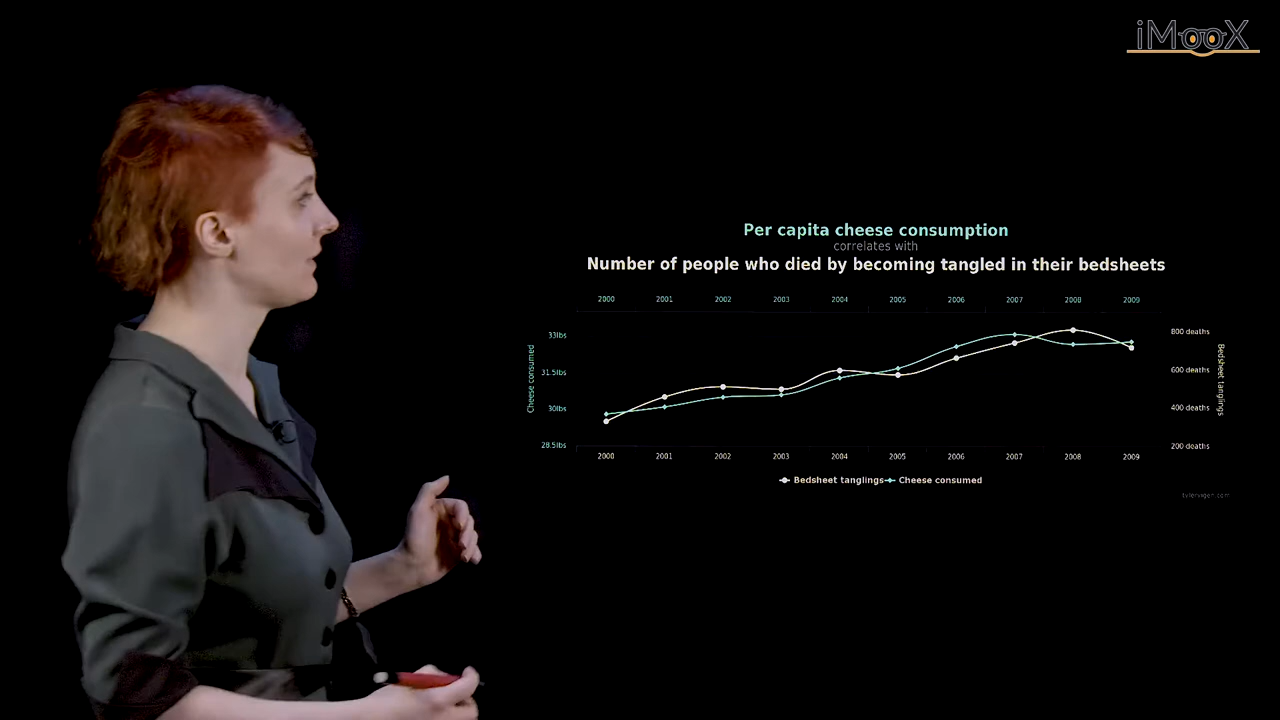 iMooX
Per capita cheese consumption
correlates with
Number of people who died by becoming tangled in their bedsheets
2000 2001 2002 2003 2004 2005 2006 2007 2008 2009
33lbs
31.5lbs
30lbs
28.5lbs
Cheese consumed
800 deaths
600 deaths
400 deaths
200 deaths
Bedsheet tanglings
2000 2001 2002 2003 2004 2005 2006 2007 2008 2009
Bedsheet tanglings Cheese consumed
tylervigen.com